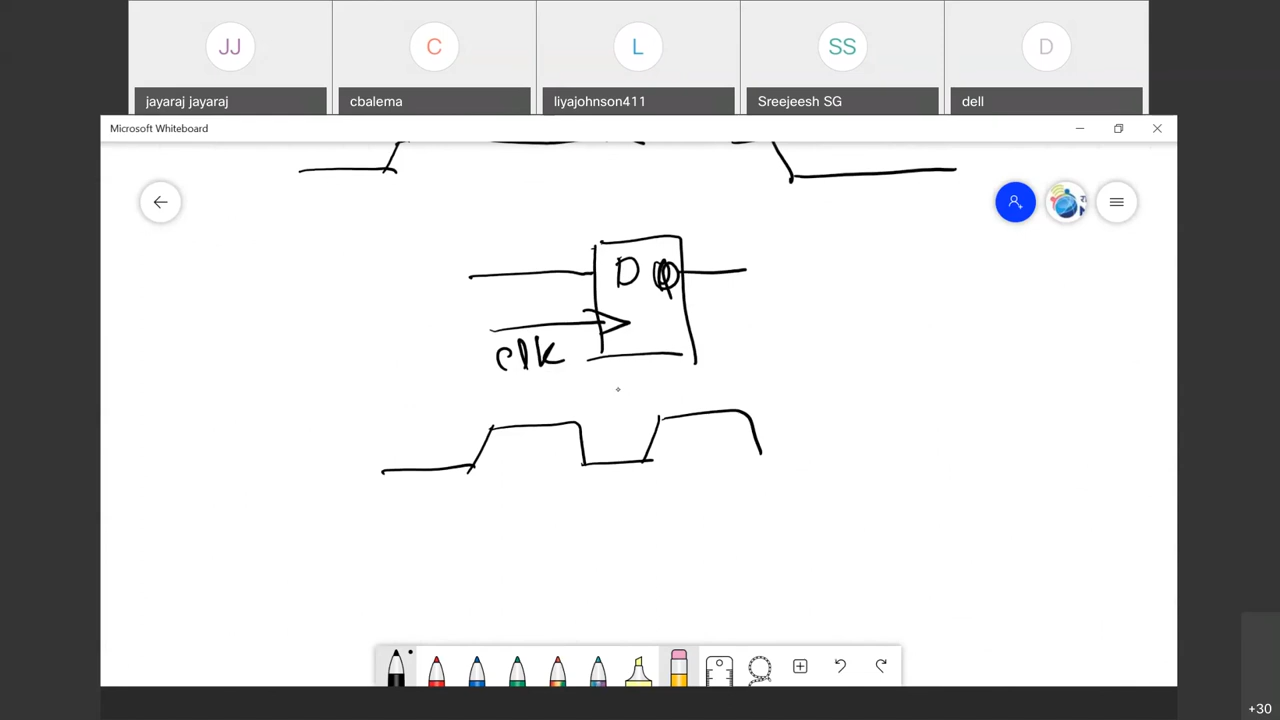 JJ C L SS D
jayaraj jayaraj cbalema liyajohnson411 Sreejeesh SG dell
Microsoft Whiteboard
D Q
clk
+30